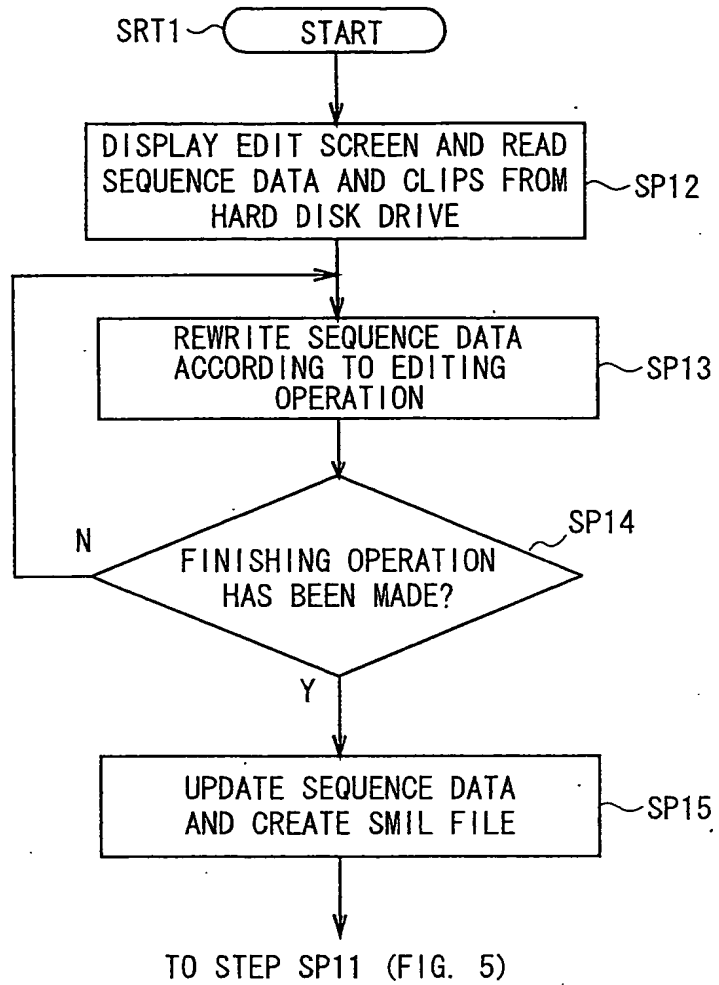 SRT1
START
DISPLAY EDIT SCREEN AND READ
SEQUENCE DATA AND CLIPS FROM
HARD DISK DRIVE
SP12
REWRITE SEQUENCE DATA
ACCORDING TO EDITING
OPERATION
SP13
SP14
N
FINISHING OPERATION
HAS BEEN MADE?
Y
UPDATE SEQUENCE DATA
AND CREATE SMIL FILE
SP15
TO STEP SP11 (FIG. 5)